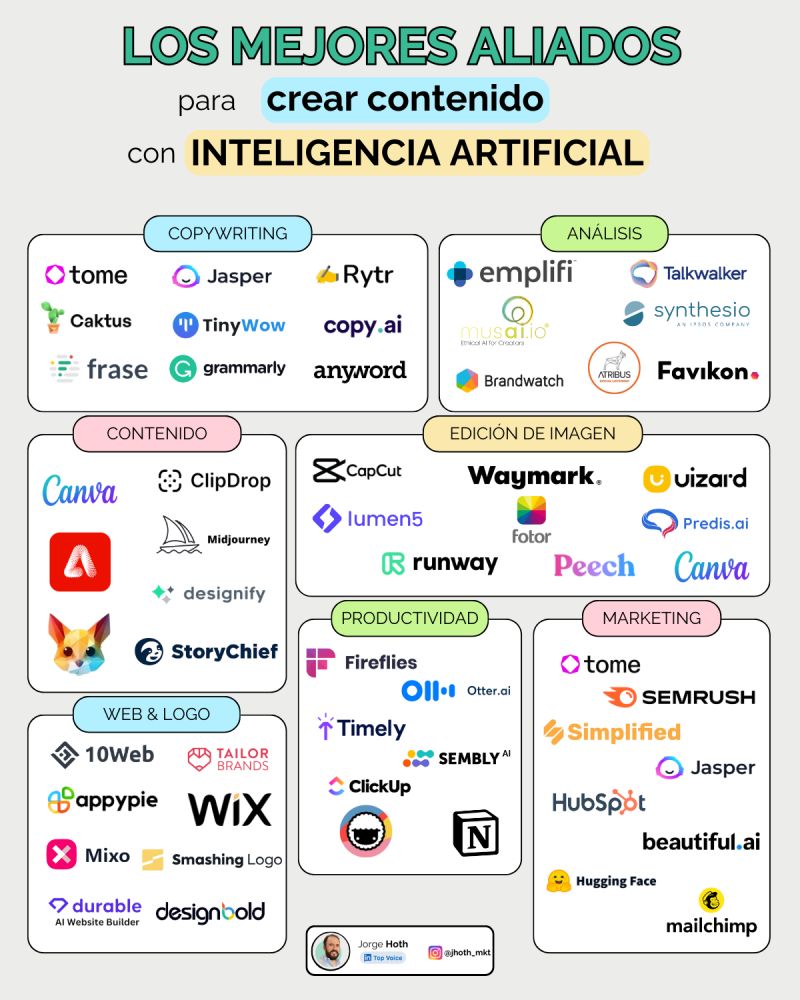 LOS MEJORES ALIADOS
para crear contenido
con INTELIGENCIA ARTIFICIAL
COPYWRITING
tome
Jasper
Rytr
Caktus
TinyWow
copy.ai
frase
grammarly
anyword
ANÁLISIS
emplifi
Talkwalker
musai.io®
Ethical AI for Creators
synthesio
AN IPSOS COMPANY
Brandwatch
ATRIBUS
SOCIAL LISTENING
Favikon.
CONTENIDO
Canva
ClipDrop
Midjourney
designify
StoryChief
EDICIÓN DE IMAGEN
CapCut
Waymark®
uizard
lumen5
fotor
Predis.ai
runway
Peech
Canva
PRODUCTIVIDAD
Fireflies
Otter.ai
Timely
SEMBLY AI
ClickUp
N
MARKETING
tome
SEMRUSH
Simplified
Jasper
HubSpot
beautiful.ai
Hugging Face
mailchimp
WEB & LOGO
10Web
TAILOR
BRANDS
appypie
WiX
Mixo
Smashing Logo
durable
AI Website Builder
designbold
Jorge Hoth
in Top Voice
@jhoth_mkt